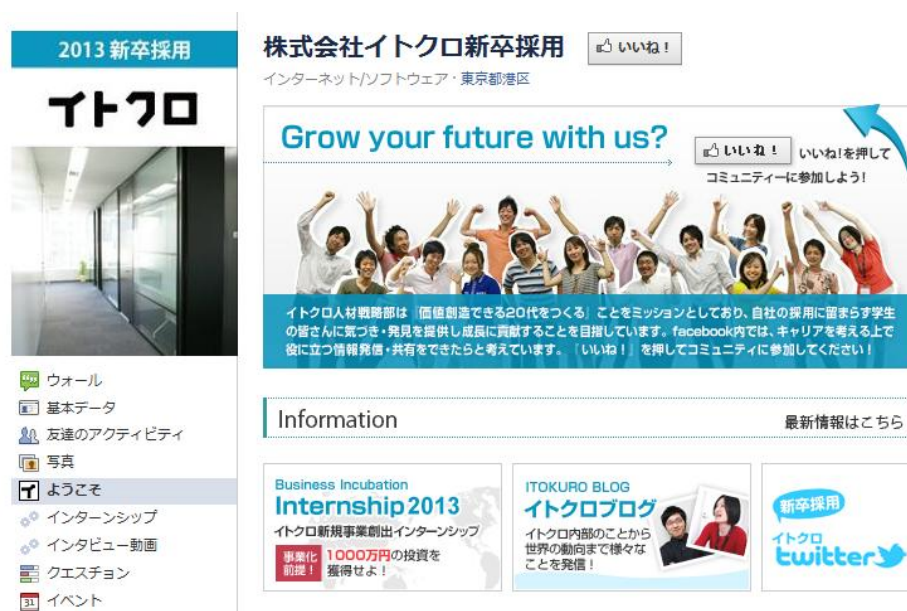 2013 新卒採用
イトクロ
ウォール
基本データ
友達のアクティビティ
写真
ようこそ
インターンシップ
インタビュー動画
クエスチョン
31 イベント
株式会社イトクロ新卒採用 いいね！
インターネット/ソフトウェア・東京都港区
Grow your future with us?
いいね！ いいね!を押して
コミュニティーに参加しよう!
イトクロ人材戦略部は「価値創造できる20代をつくる」ことをミッションとしており、自社の採用に留まらす学生
の皆さんに気づき・発見を提供し成長に貢献することを目指しています。facebook内では、キャリアを考える上で
役に立つ情報発信・共有をできたらと考えています。「いいね！」を押してコミュニティに参加してください！
Information 最新情報はこちら
Business Incubation
Internship 2013
イトクロ新規事業創出インターンシップ
事業化
前提！
1000万円の投資を
獲得せよ！
ITOKURO BLOG
イトクロブログ
イトクロ内部のことから
世界の動向まで様々な
ことを発信！
新卒採用
イトクロ
twitter